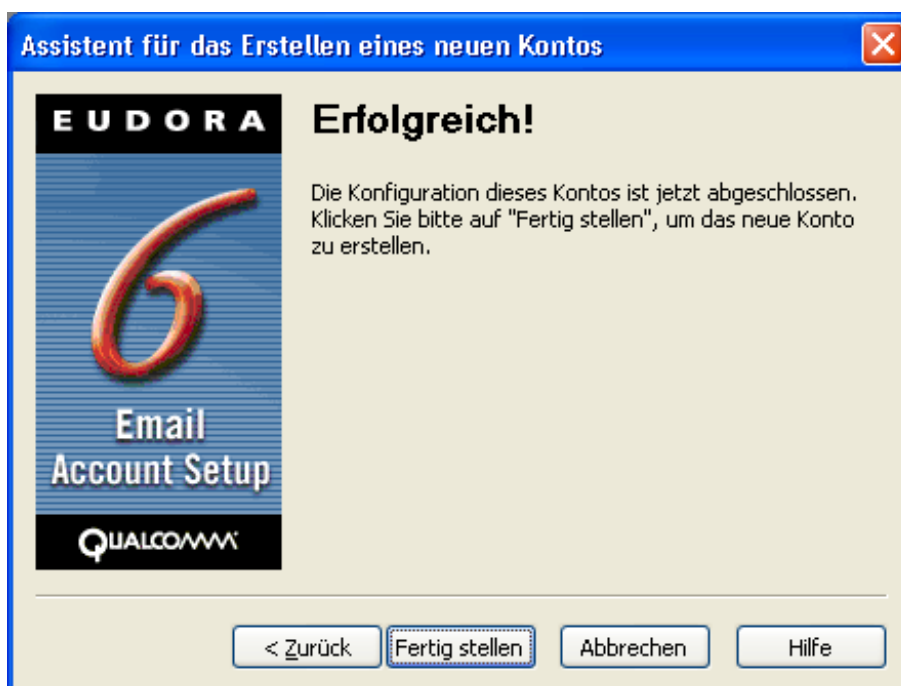 Assistent für das Erstellen eines neuen Kontos
EUDORA
6
Email
Account Setup
QUALCOMM
Erfolgreich!
Die Konfiguration dieses Kontos ist jetzt abgeschlossen.
Klicken Sie bitte auf "Fertig stellen", um das neue Konto
zu erstellen.
< Zurück
Fertig stellen
Abbrechen
Hilfe